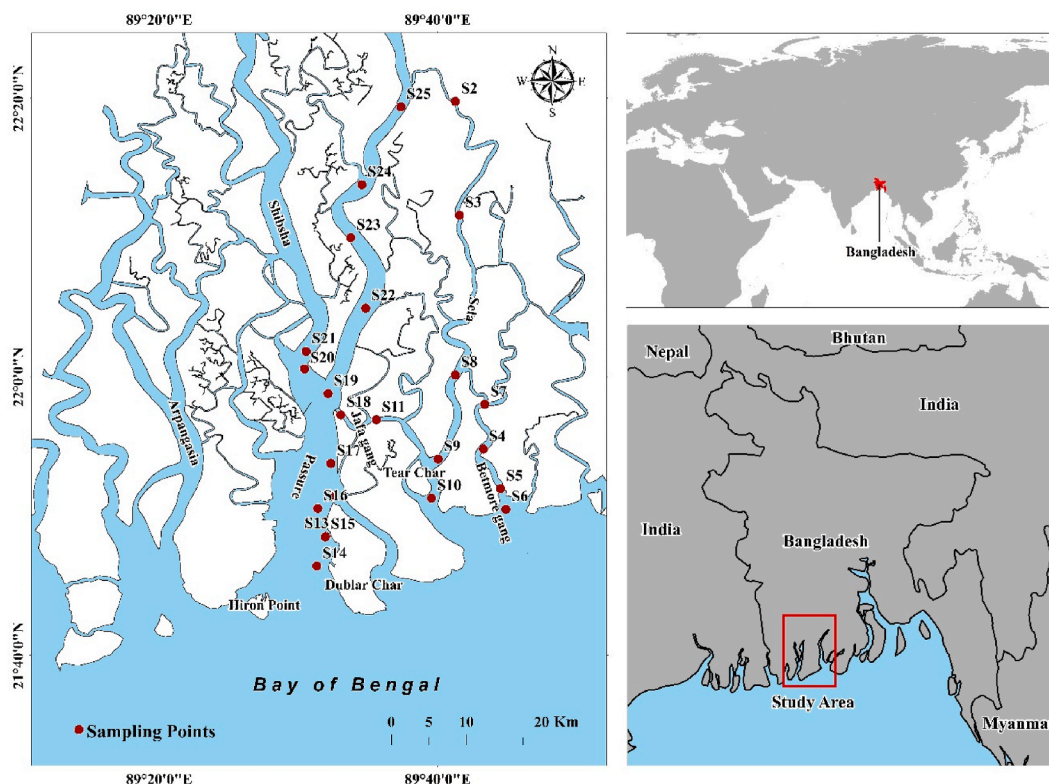 89°20'0"E
89°40'0"E
N
W
E
S
22°20'0"N
S25
S2
S24
S3
Shibsha
S23
Sela
S22
S21
S20
S8
22°0'0"N
S19
S7
S18
S11
Jafa gang
Arpangasia
S4
S17
S9
Tear Char
Passure
Betmore gang
S5
S10
S16
S6
S13
S15
S14
Dublar Char
Hiron Point
21°40'0"N
Bay of Bengal
Sampling Points
0
5
10
20 Km
89°20'0"E
89°40'0"E
Bangladesh
Nepal
Bhutan
India
India
Bangladesh
Study Area
Myanma